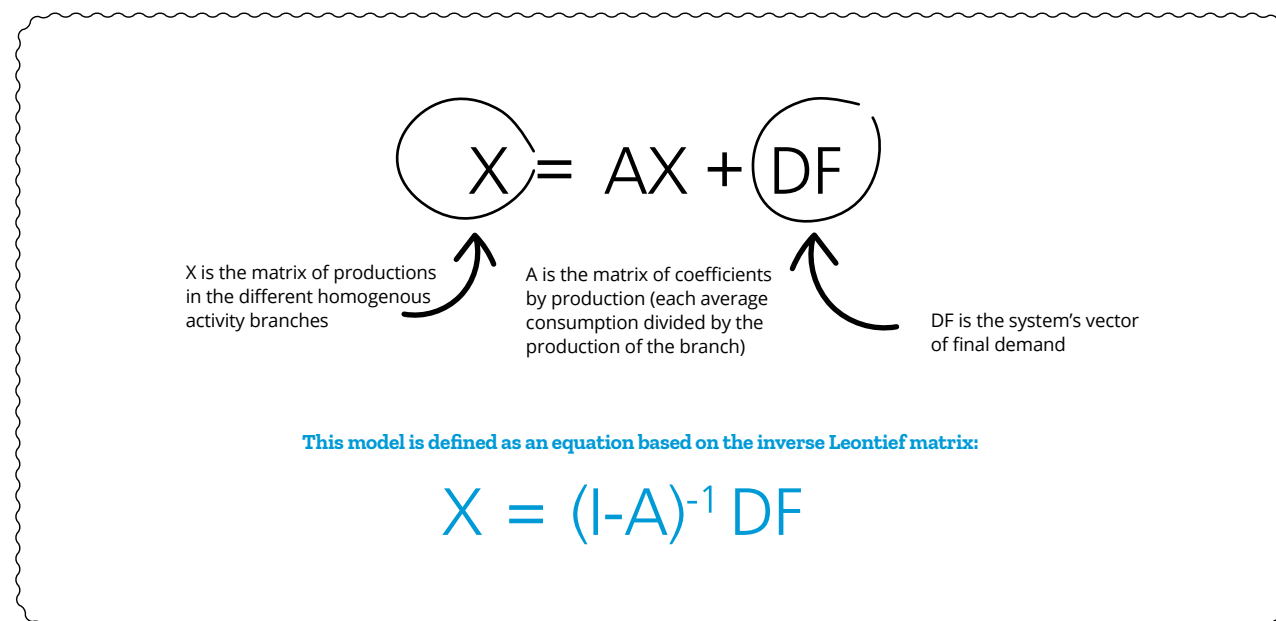 X = AX + DF
X is the matrix of productions
in the different homogenous
activity branches
A is the matrix of coefficients
by production (each average
consumption divided by the
production of the branch)
DF is the system’s vector
of final demand
This model is defined as an equation based on the inverse Leontief matrix:
X = (I-A)⁻¹ DF